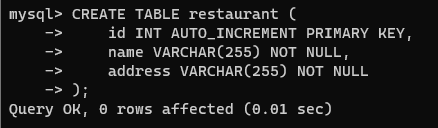 mysql> CREATE TABLE restaurant (
    ->     id INT AUTO_INCREMENT PRIMARY KEY,
    ->     name VARCHAR(255) NOT NULL,
    ->     address VARCHAR(255) NOT NULL
    -> );
Query OK, 0 rows affected (0.01 sec)